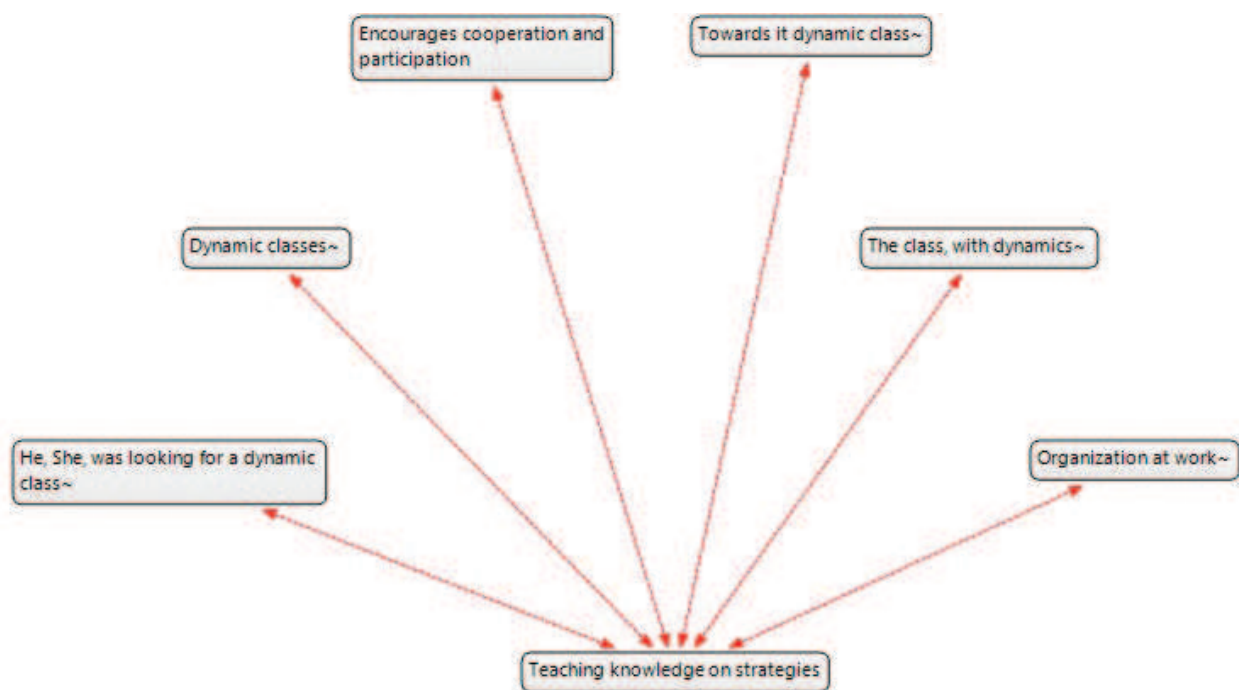 Encourages cooperation and
participation
Towards it dynamic class~
Dynamic classes~
The class, with dynamics~
He, She, was looking for a dynamic
class~
Organization at work~
Teaching knowledge on strategies